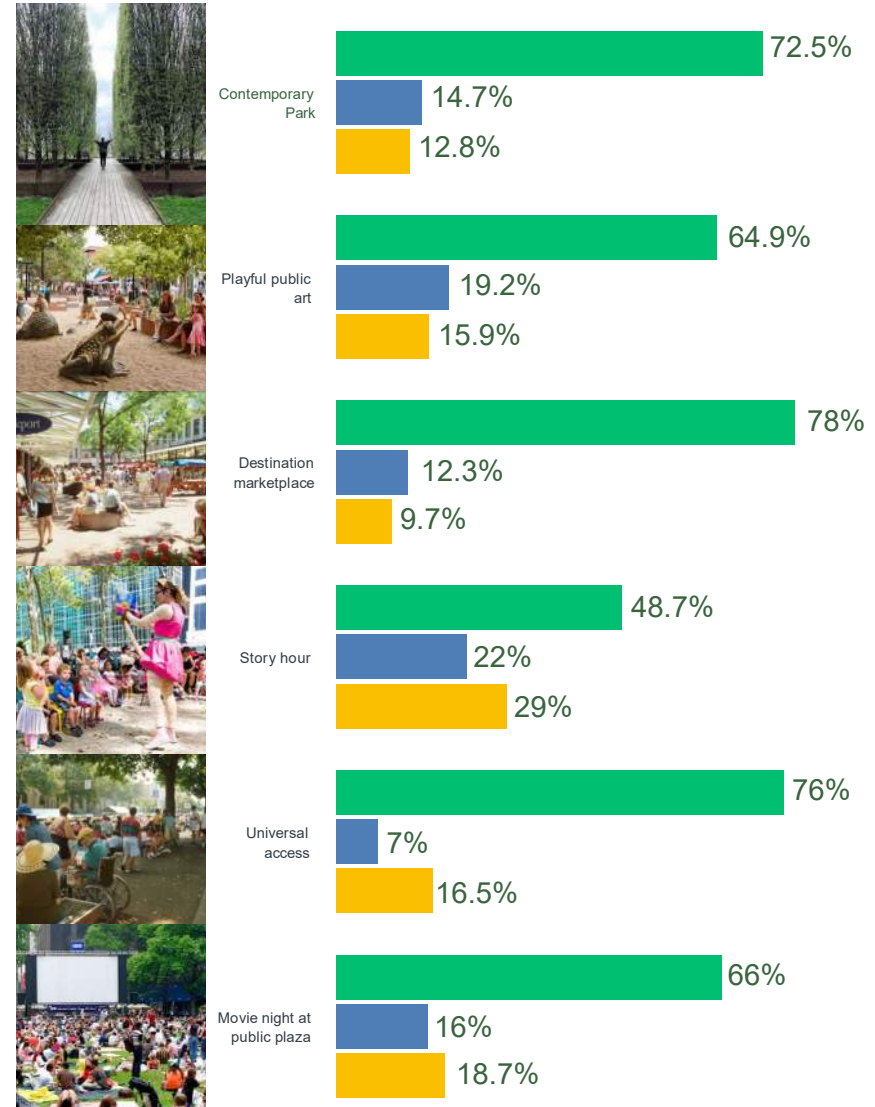 72.5%
Contemporary
Park
14.7%
12.8%
64.9%
Playful public
art
19.2%
15.9%
port
78%
Destination
marketplace
12.3%
9.7%
48.7%
Story hour
22%
29%
76%
Universal
access
7%
16.5%
66%
Movie night at
public plaza
16%
18.7%